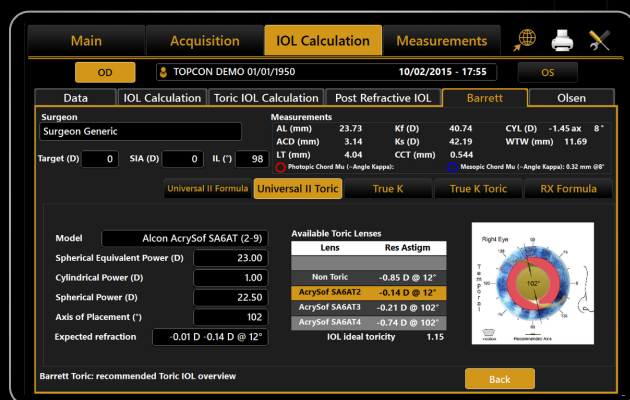 Main Acquisition IOL Calculation Measurements
OD TOPCON DEMO 01/01/1950 10/02/2015 - 17:55 OS
Data IOL Calculation Toric IOL Calculation Post Refractive IOL Barrett Olsen
Surgeon
Surgeon Generic
Target (D) 0 SIA (D) 0 IL (°) 98
Measurements
AL (mm) 23.73 Kf (D) 40.74 CYL (D) -1.45 ax 8°
ACD (mm) 3.14 Ks (D) 42.19 WTW (mm) 11.69
LT (mm) 4.04 CCT (mm) 0.544
Photopic Chord Mu (~Angle Kappa): Mesopic Chord Mu (~Angle Kappa): 0.32 mm @8°
Universal II Formula Universal II Toric True K True K Toric RX Formula
Model Alcon AcrySof SA6AT (2-9)
Spherical Equivalent Power (D) 23.00
Cylindrical Power (D) 1.00
Spherical Power (D) 22.50
Axis of Placement (°) 102
Expected refraction -0.01 D -0.14 D @ 12°
Available Toric Lenses
Lens Res Astigm
Non Toric -0.85 D @ 12°
AcrySof SA6AT2 -0.14 D @ 12°
AcrySof SA6AT3 -0.21 D @ 102°
AcrySof SA6AT4 -0.74 D @ 102°
IOL ideal toricity 1.15
Right Eye
Temporal
102°
Recommended Axis
Barrett Toric: recommended Toric IOL overview
Back